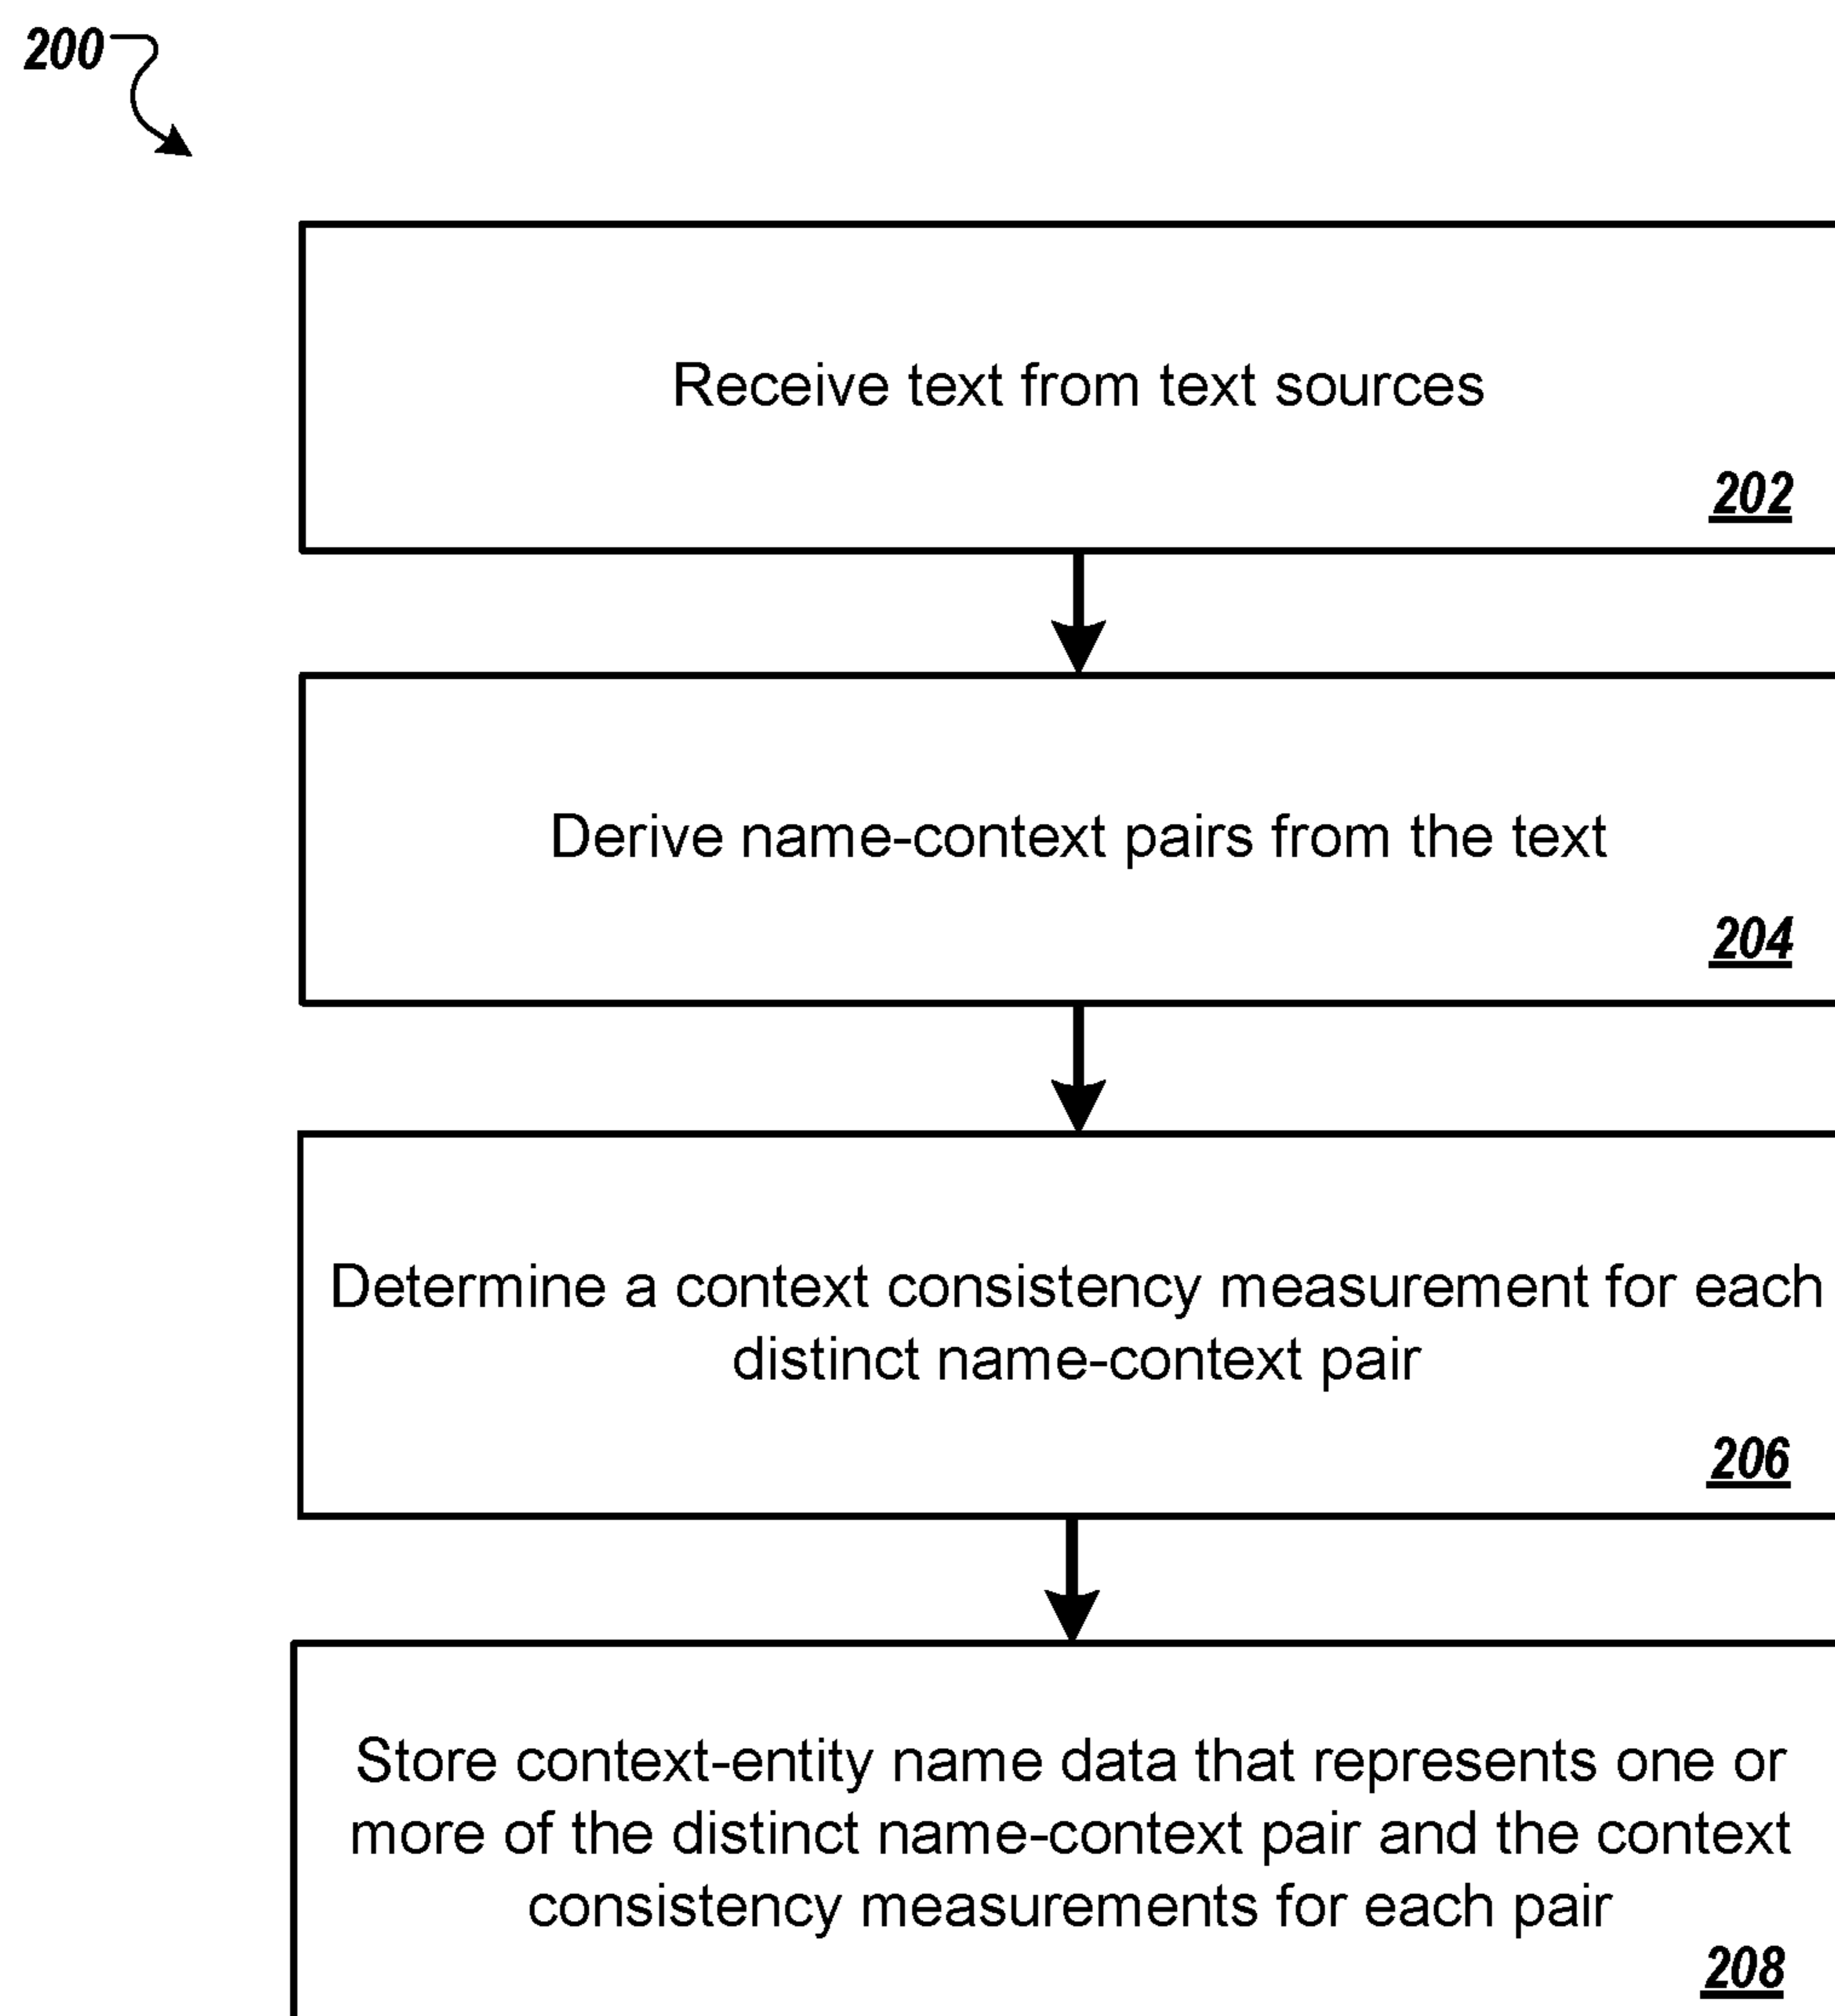 200
Receive text from text sources
202
Derive name-context pairs from the text
204
Determine a context consistency measurement for each
distinct name-context pair
206
Store context-entity name data that represents one or
more of the distinct name-context pair and the context
consistency measurements for each pair
208